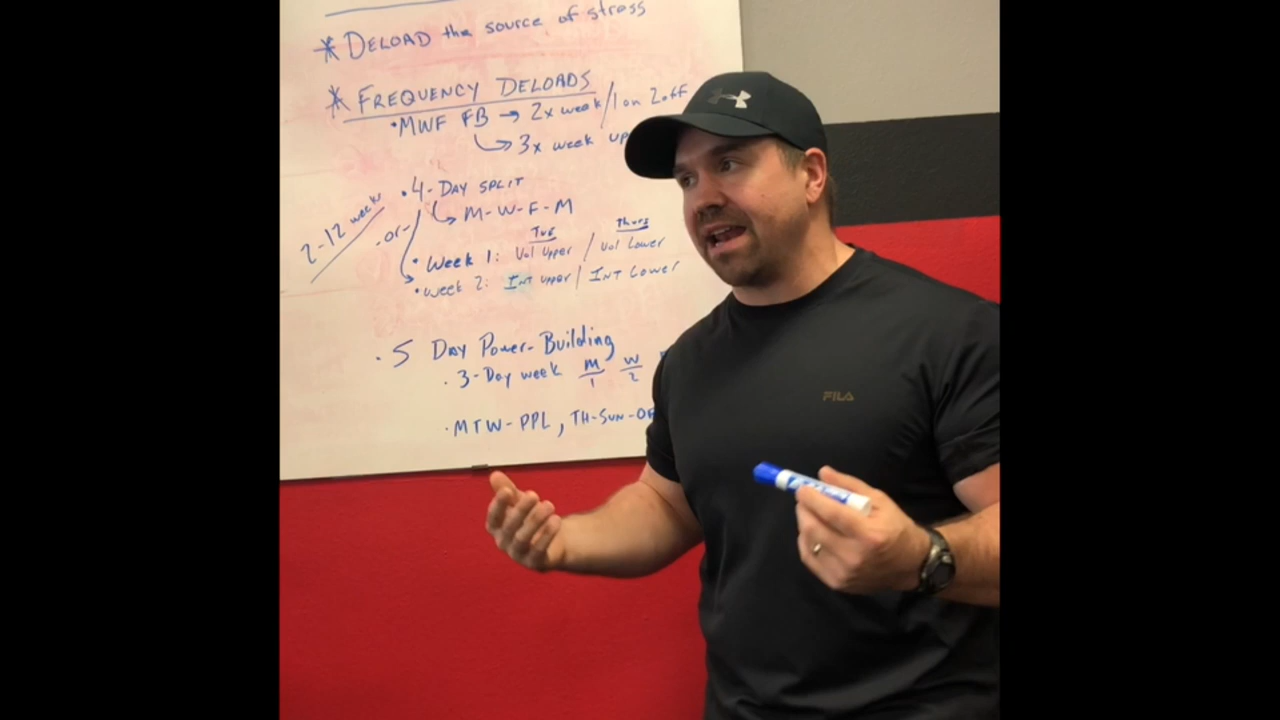 * DELOAD the source of stress
* FREQUENCY DELOADS
• MWF FB → 2x week / 1 on 2 off
↳ 3x week up
• 4-DAY SPLIT
↳ M-W-F-M
2-12 weeks
-or-
Tue Thurs
• Week 1: Vol Upper / Vol Lower
• Week 2: INT Upper / INT Lower
• 5 Day Power-Building
• 3-Day week M/1 W/2
• MTW-PPL, TH-SUN-OF
FILA